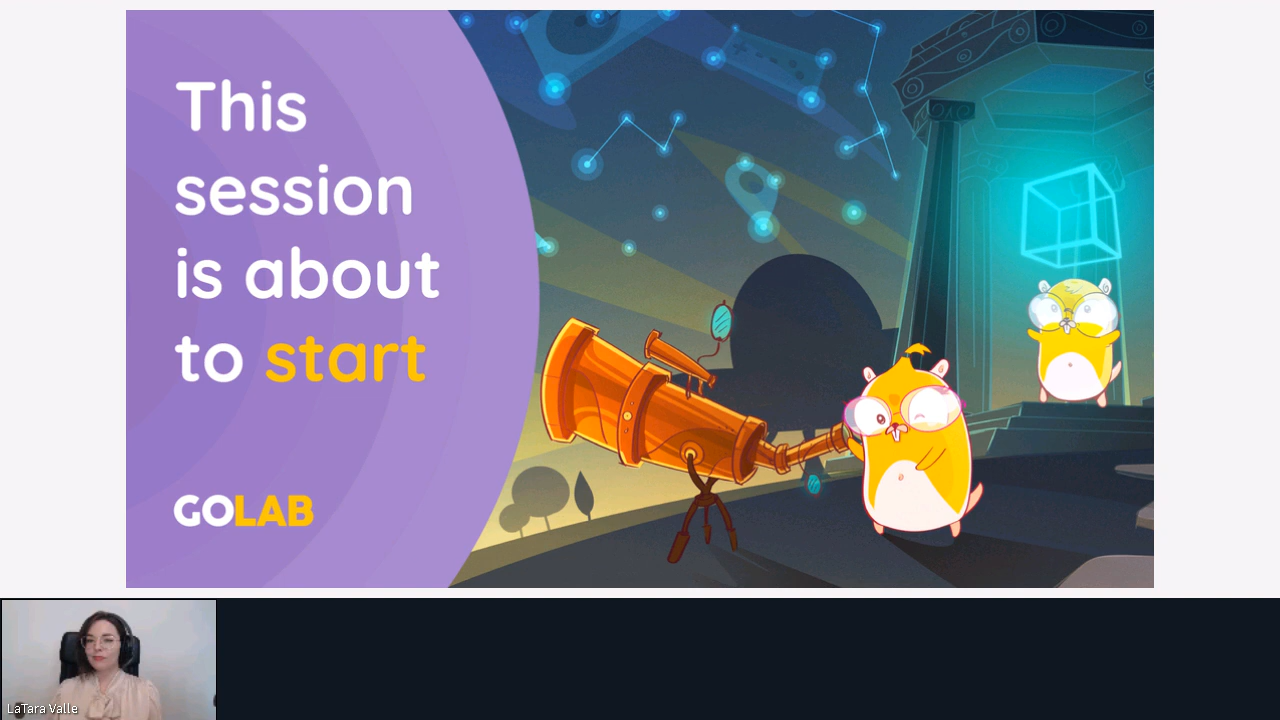 This
session
is about
to start
GOLAB
LaTara Valle